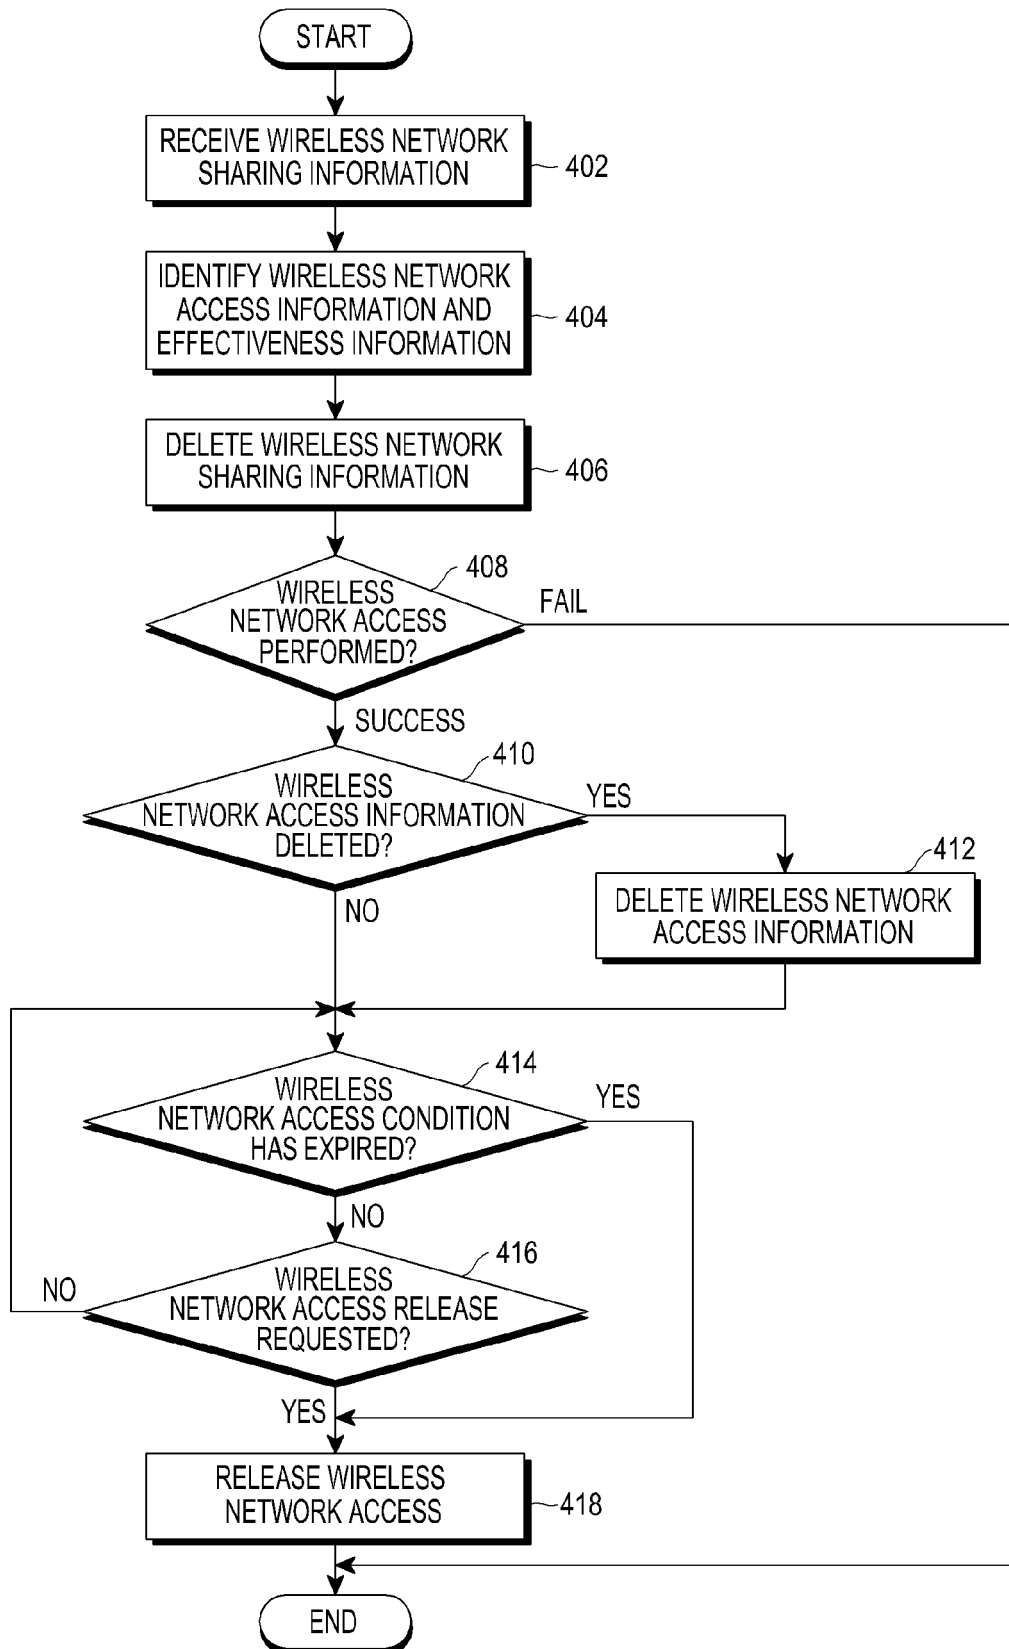 START
RECEIVE WIRELESS NETWORK
SHARING INFORMATION
402
IDENTIFY WIRELESS NETWORK
ACCESS INFORMATION AND
EFFECTIVENESS INFORMATION
404
DELETE WIRELESS NETWORK
SHARING INFORMATION
406
408
WIRELESS
NETWORK ACCESS
PERFORMED?
FAIL
SUCCESS
410
WIRELESS
NETWORK ACCESS INFORMATION
DELETED?
YES
NO
412
DELETE WIRELESS NETWORK
ACCESS INFORMATION
414
WIRELESS
NETWORK ACCESS CONDITION
HAS EXPIRED?
YES
NO
416
WIRELESS
NETWORK ACCESS RELEASE
REQUESTED?
NO
YES
RELEASE WIRELESS
NETWORK ACCESS
418
END